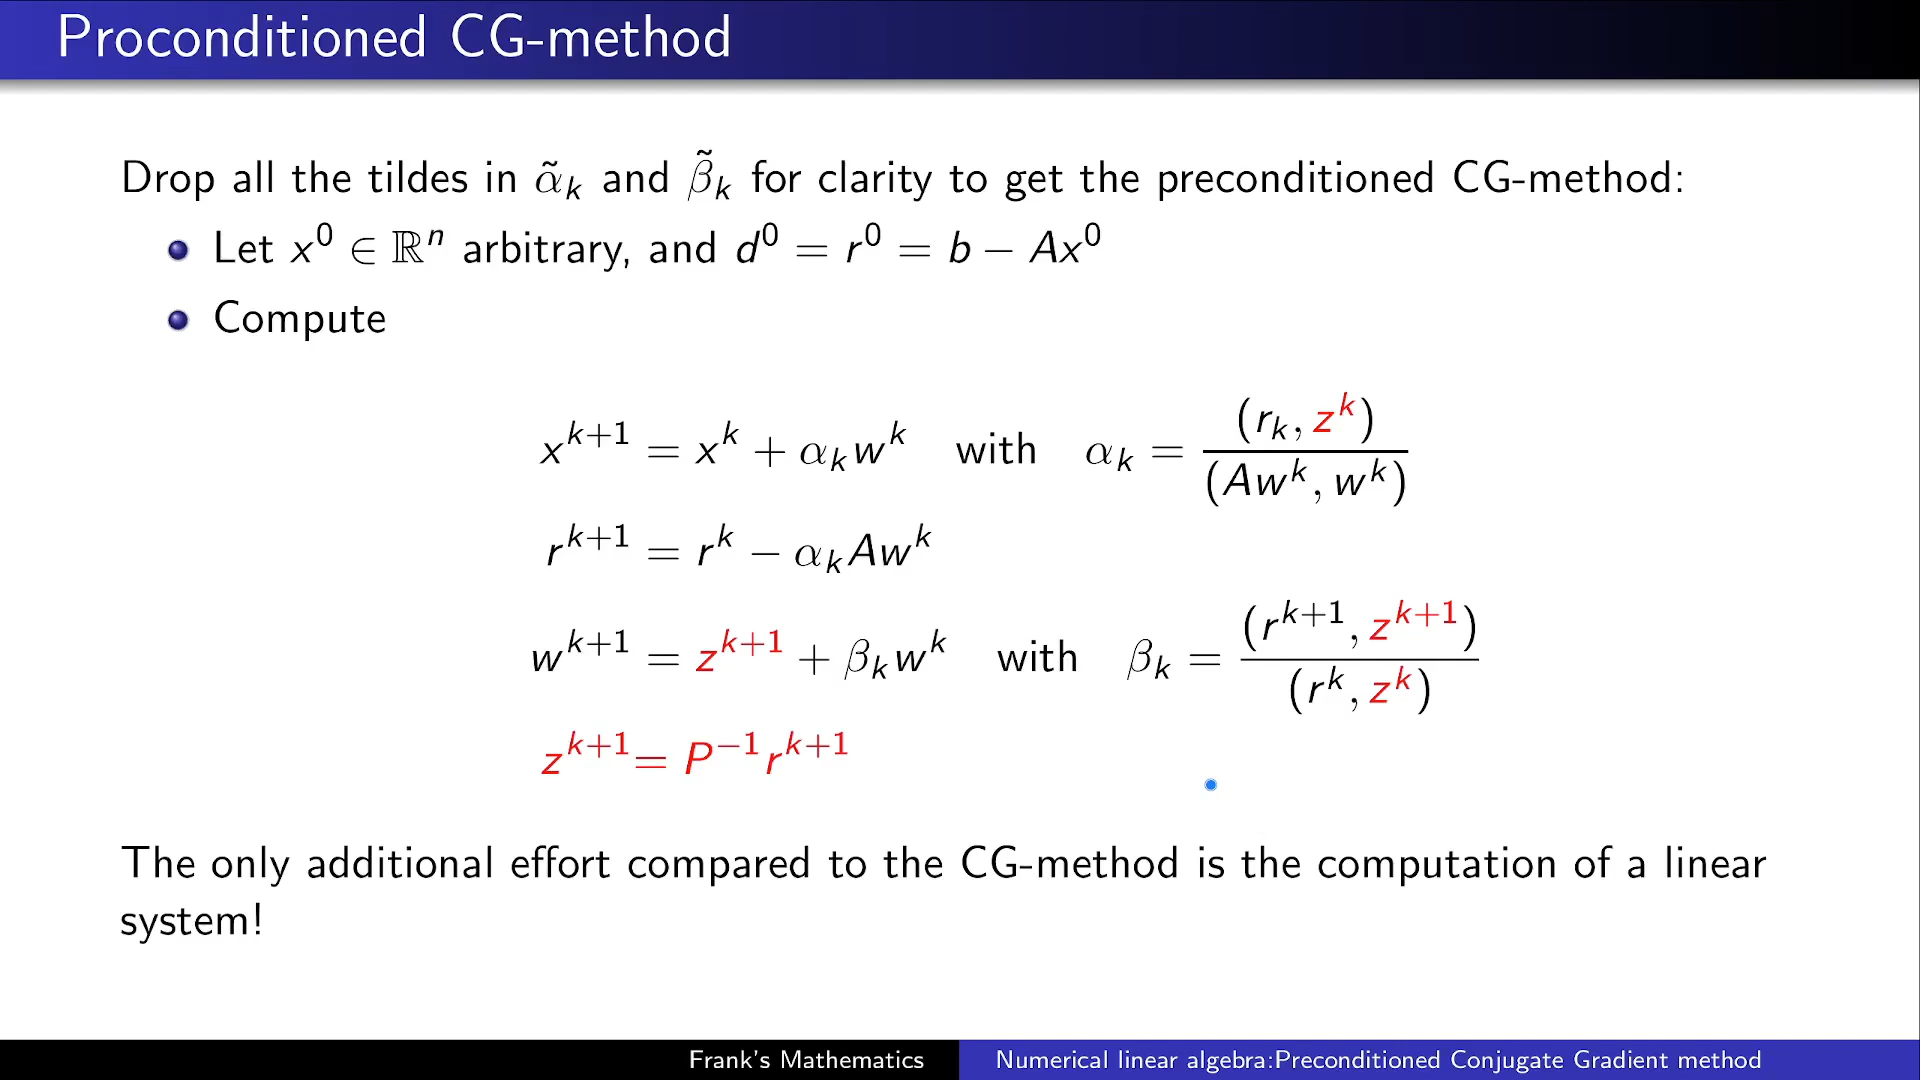 Proconditioned CG-method
Drop all the tildes in α̃ₖ and β̃ₖ for clarity to get the preconditioned CG-method:
Let x⁰ ∈ ℝⁿ arbitrary, and d⁰ = r⁰ = b − Ax⁰
Compute
x^{k+1} = x^k + α_k w^k with α_k = (r_k, z^k) / (Aw^k, w^k)
r^{k+1} = r^k − α_k Aw^k
w^{k+1} = z^{k+1} + β_k w^k with β_k = (r^{k+1}, z^{k+1}) / (r^k, z^k)
z^{k+1} = P^{−1} r^{k+1}
The only additional effort compared to the CG-method is the computation of a linear
system!
Frank's Mathematics Numerical linear algebra:Preconditioned Conjugate Gradient method